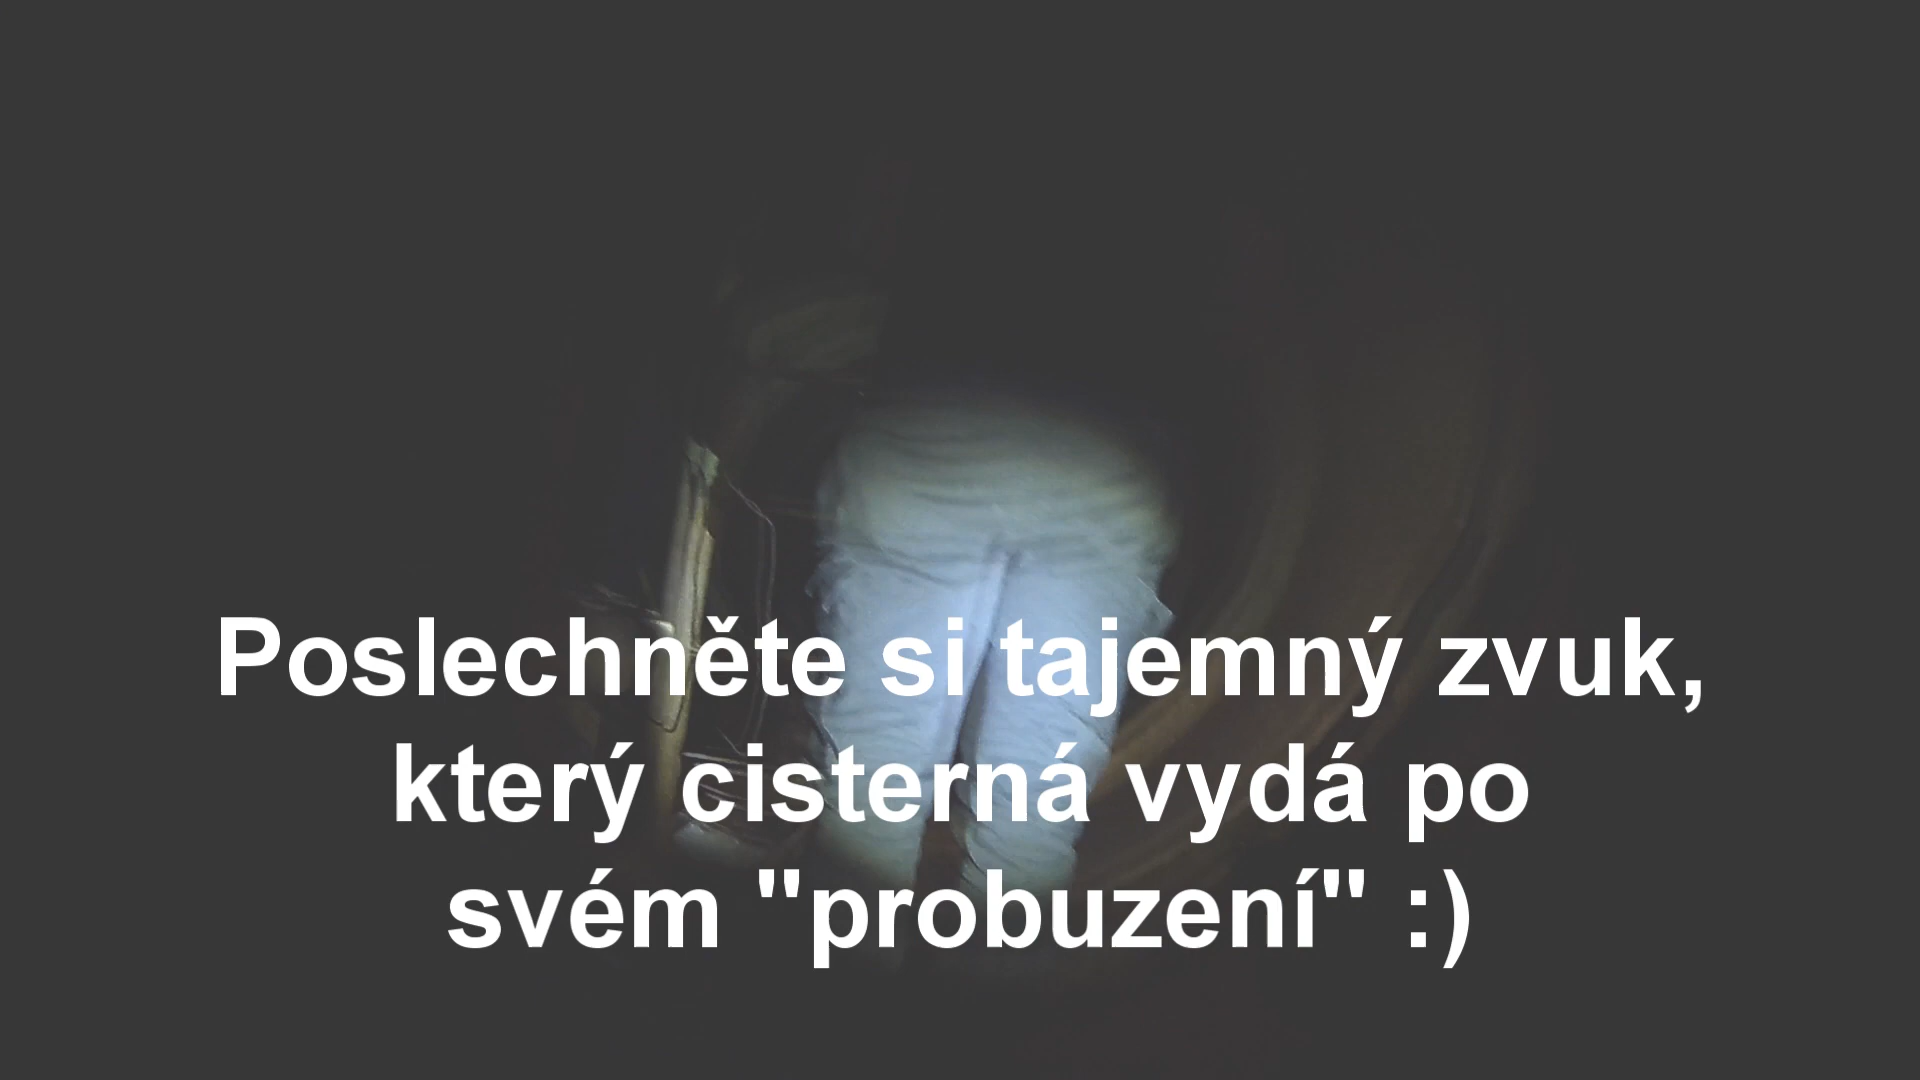 Poslechněte si tajemný zvuk,
který cisterná vydá po
svém "probuzení" :)